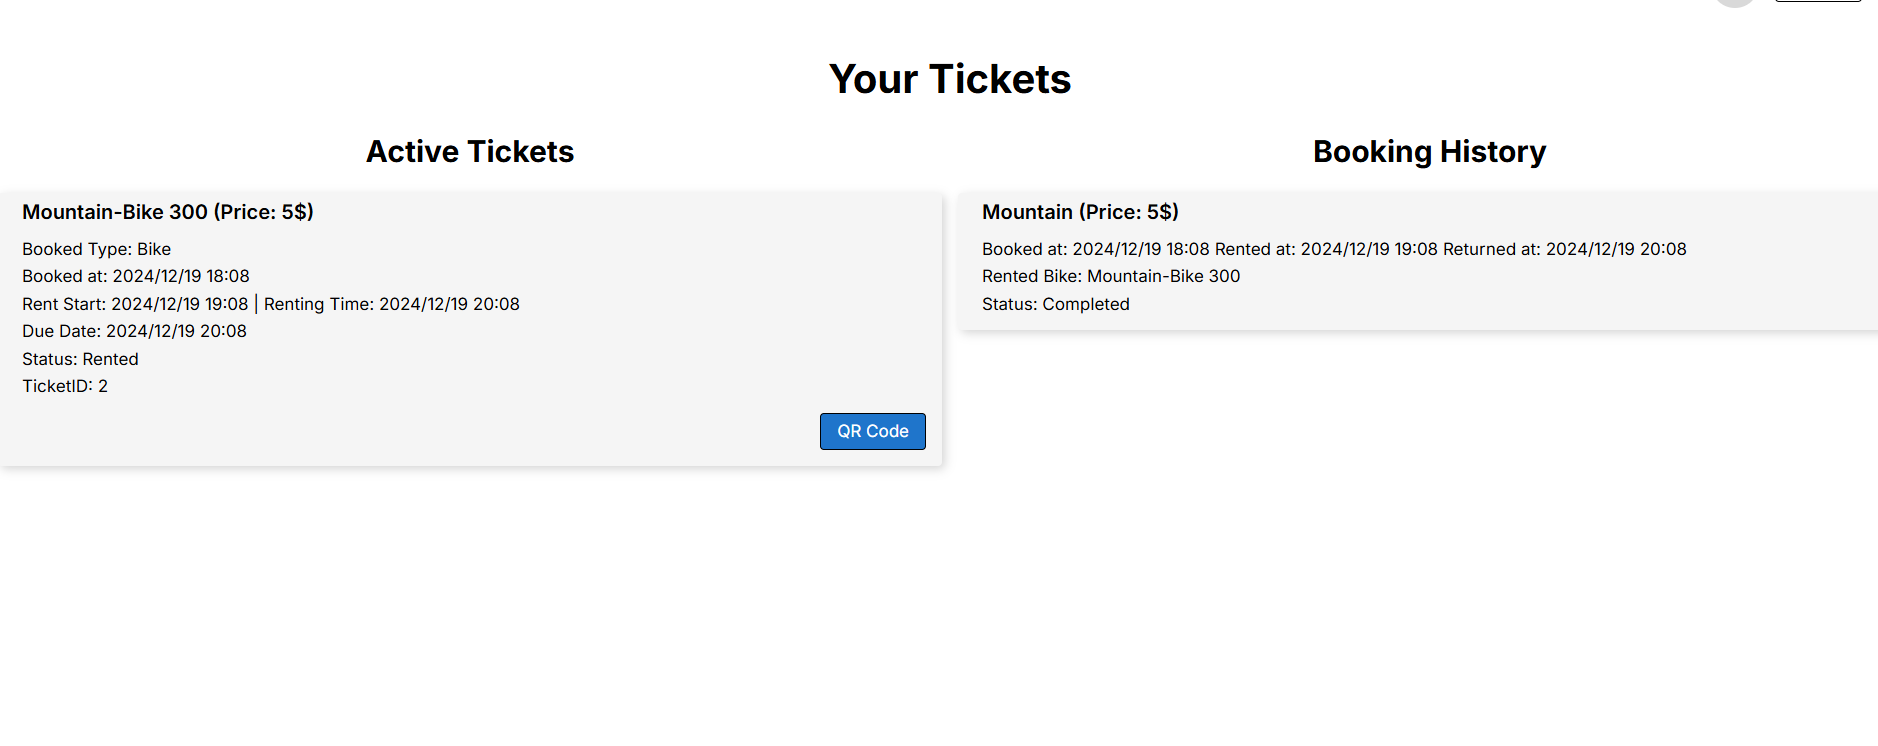 Your Tickets
Active Tickets
Mountain-Bike 300 (Price: 5$)
Booked Type: Bike
Booked at: 2024/12/19 18:08
Rent Start: 2024/12/19 19:08 | Renting Time: 2024/12/19 20:08
Due Date: 2024/12/19 20:08
Status: Rented
TicketID: 2
QR Code
Booking History
Mountain (Price: 5$)
Booked at: 2024/12/19 18:08 Rented at: 2024/12/19 19:08 Returned at: 2024/12/19 20:08
Rented Bike: Mountain-Bike 300
Status: Completed